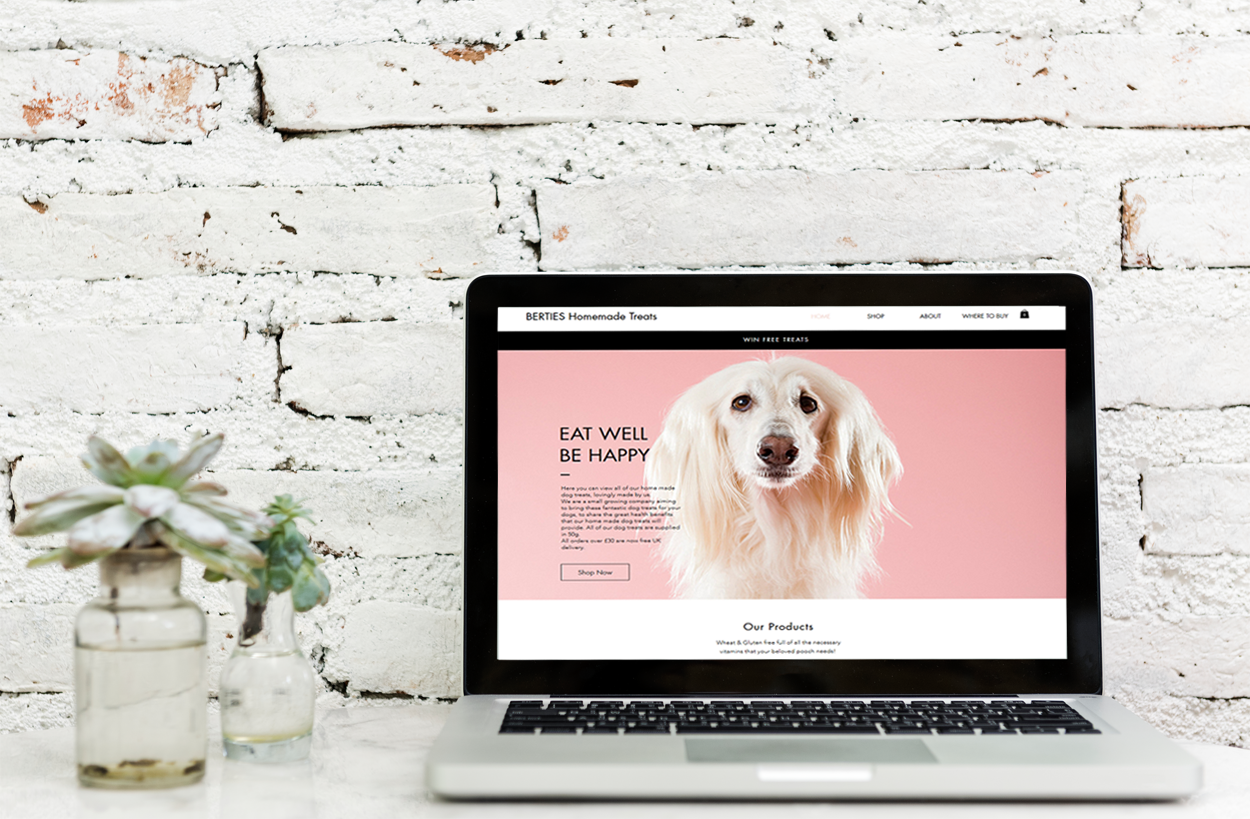 BERTIES Homemade Treats
HOME SHOP ABOUT WHERE TO BUY
WIN FREE TREATS
EAT WELL
BE HAPPY
Here you can view all of our home made
dog treats, lovingly made by us.
We are a small growing company aiming
to bring these fantastic dog treats for your
dogs, to share the great health benefits
that our home made dog treats will
provide. All of our dog treats are supplied
in 50g.
All orders over £30 are now free UK
delivery.
Shop Now
Our Products
Wheat & Gluten free full of all the necessary
vitamins that your beloved pooch needs!